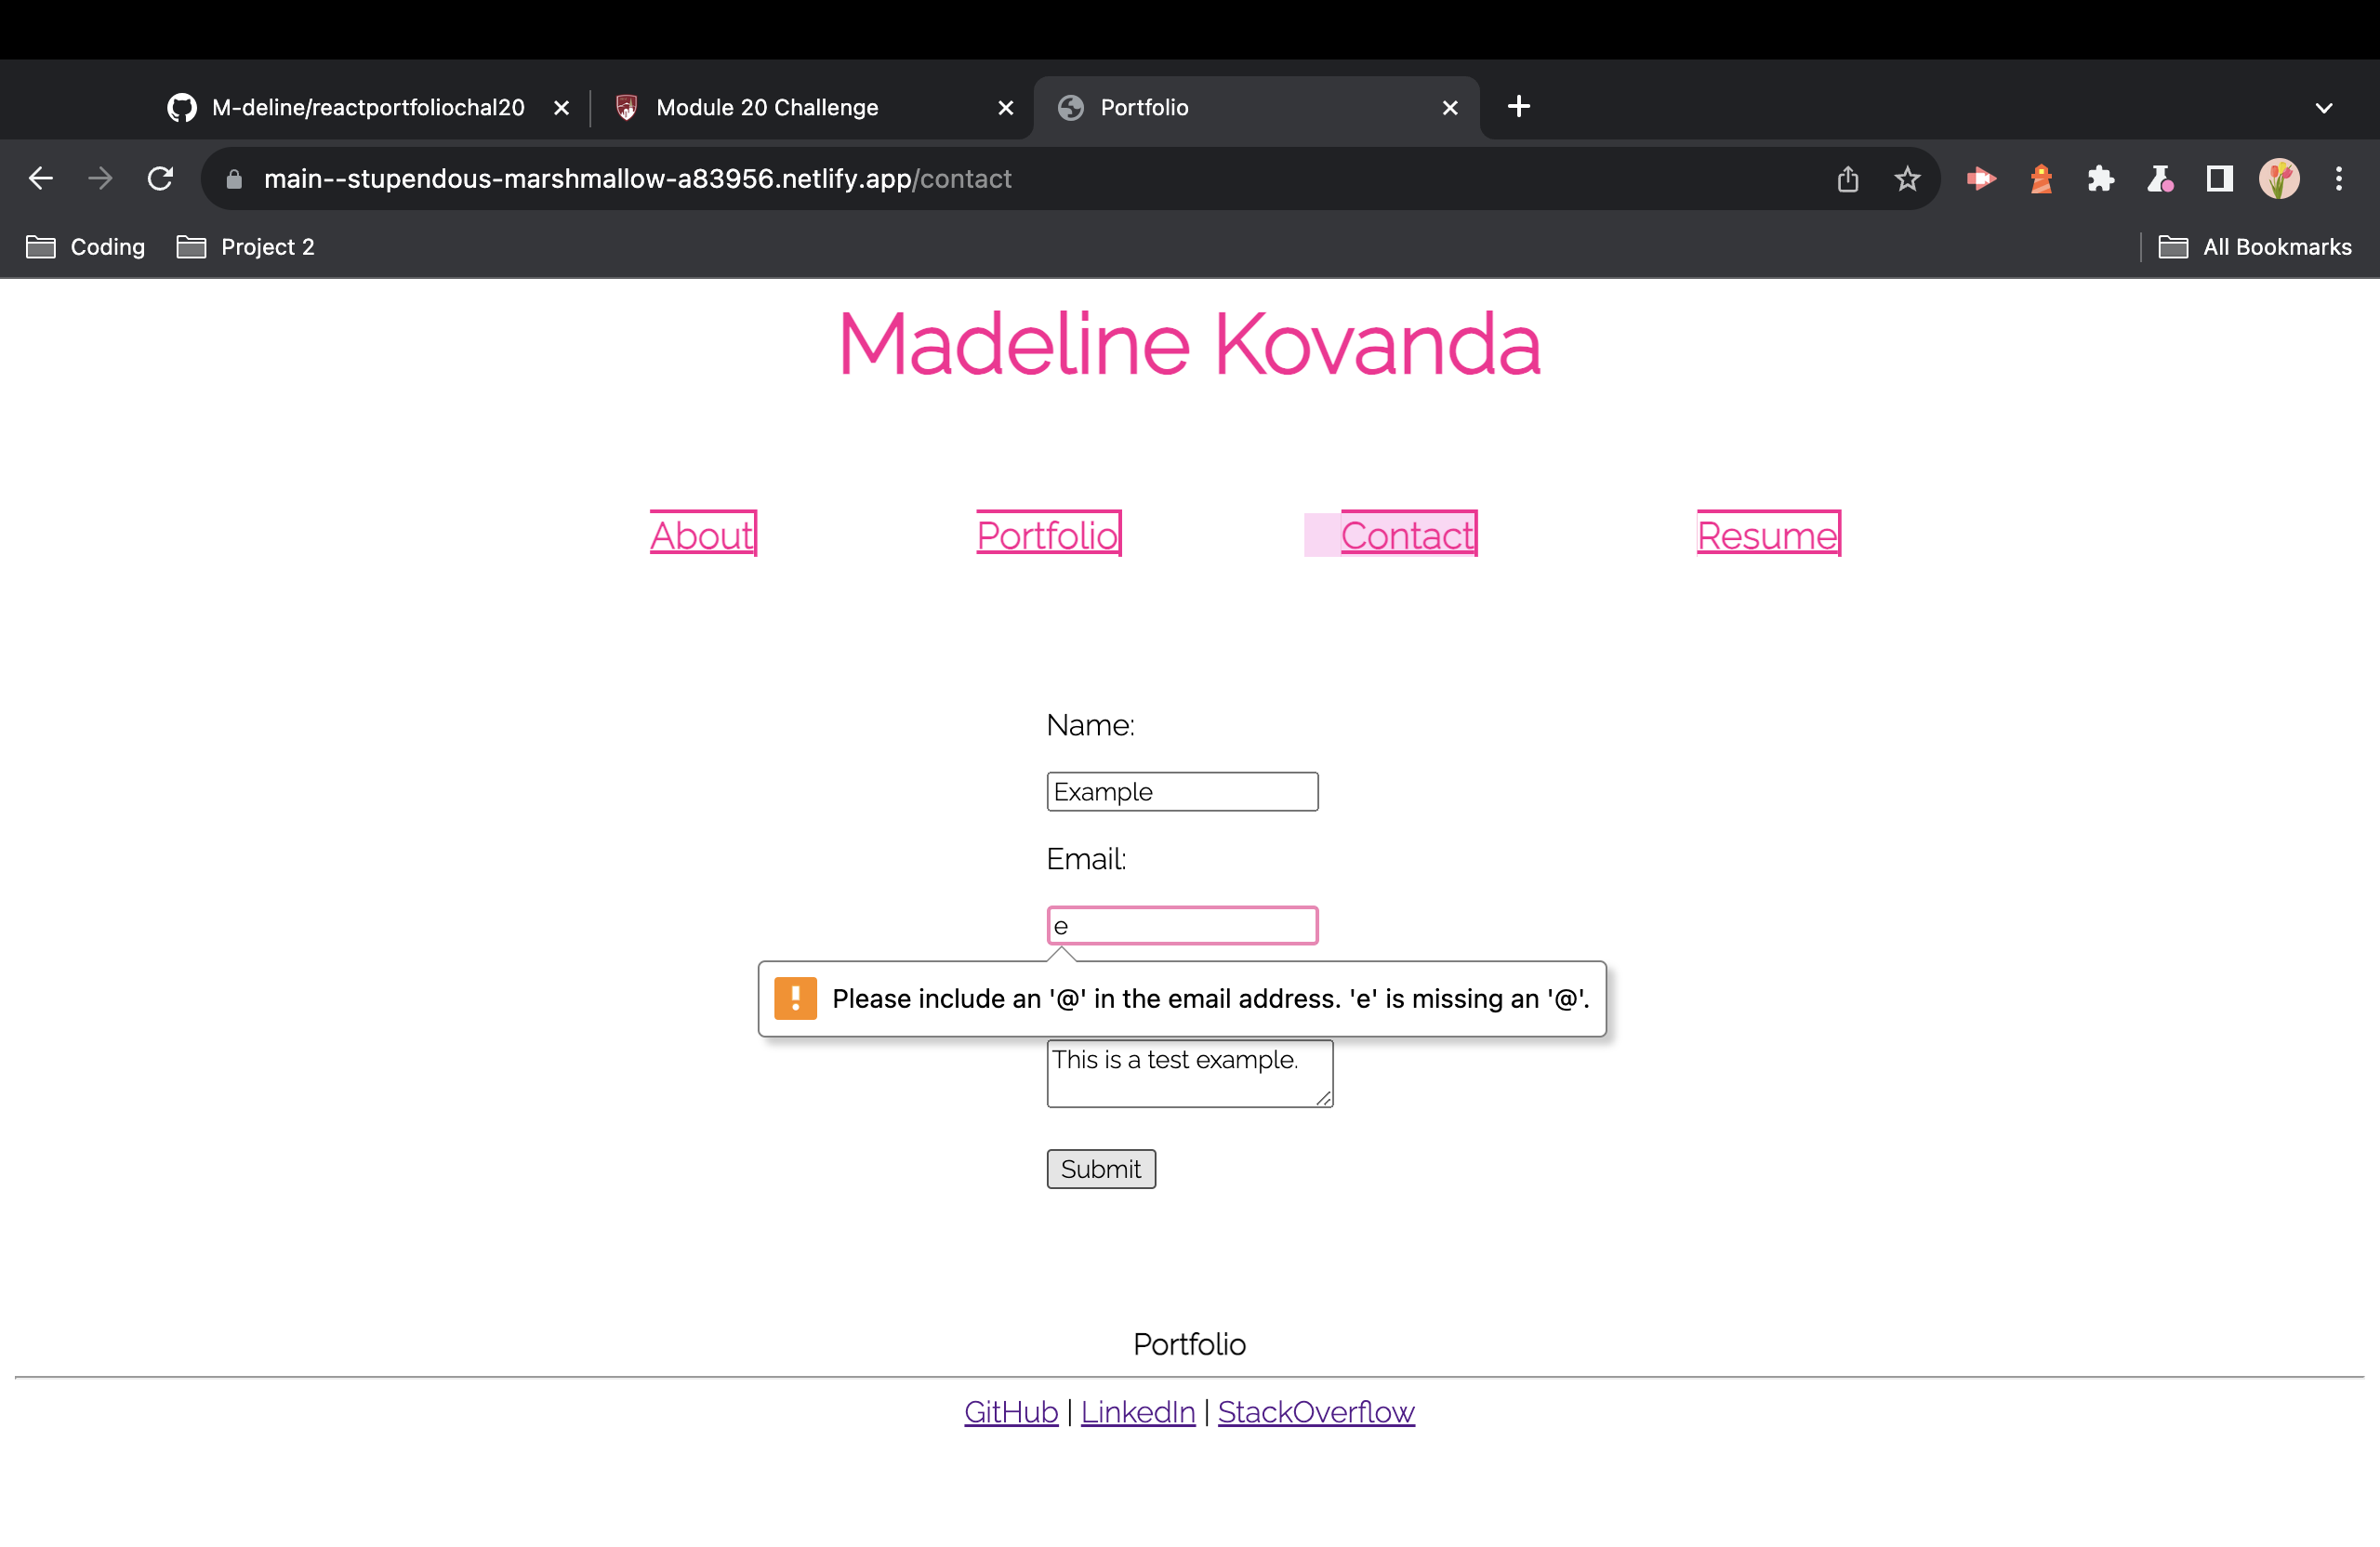 M-deline/reactportfoliochal20
Module 20 Challenge
Portfolio
main--stupendous-marshmallow-a83956.netlify.app/contact
Coding
Project 2
All Bookmarks
Madeline Kovanda
About
Portfolio
Contact
Resume
Name:
Example
Email:
e
Please include an '@' in the email address. 'e' is missing an '@'.
This is a test example.
Submit
Portfolio
GitHub | LinkedIn | StackOverflow